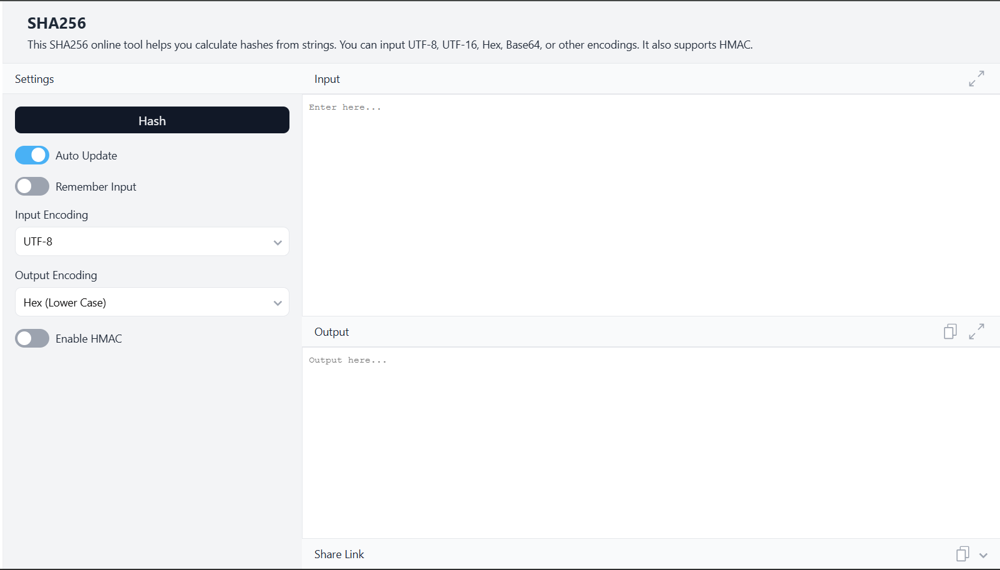 SHA256
This SHA256 online tool helps you calculate hashes from strings. You can input UTF-8, UTF-16, Hex, Base64, or other encodings. It also supports HMAC.
Settings
Hash
Auto Update
Remember Input
Input Encoding
UTF-8
Output Encoding
Hex (Lower Case)
Enable HMAC
Input
Enter here...
Output
Output here...
Share Link